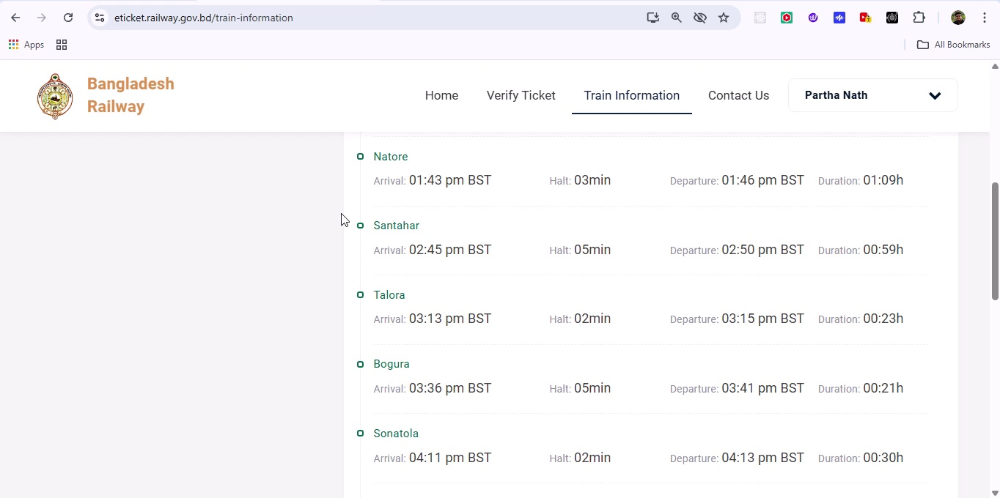 eticket.railway.gov.bd/train-information
Apps
All Bookmarks
Bangladesh
Railway
Home
Verify Ticket
Train Information
Contact Us
Partha Nath
Natore
Arrival: 01:43 pm BST Halt: 03min Departure: 01:46 pm BST Duration: 01:09h
Santahar
Arrival: 02:45 pm BST Halt: 05min Departure: 02:50 pm BST Duration: 00:59h
Talora
Arrival: 03:13 pm BST Halt: 02min Departure: 03:15 pm BST Duration: 00:23h
Bogura
Arrival: 03:36 pm BST Halt: 05min Departure: 03:41 pm BST Duration: 00:21h
Sonatola
Arrival: 04:11 pm BST Halt: 02min Departure: 04:13 pm BST Duration: 00:30h